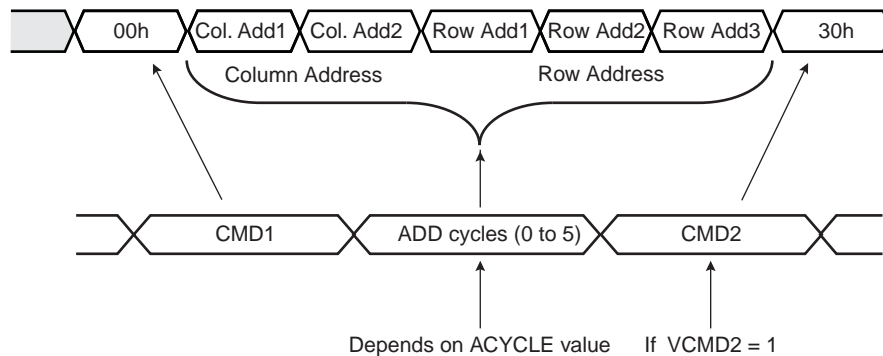 00h Col. Add1 Col. Add2 Row Add1 Row Add2 Row Add3 30h
Column Address Row Address
CMD1 ADD cycles (0 to 5) CMD2
Depends on ACYCLE value If VCMD2 = 1